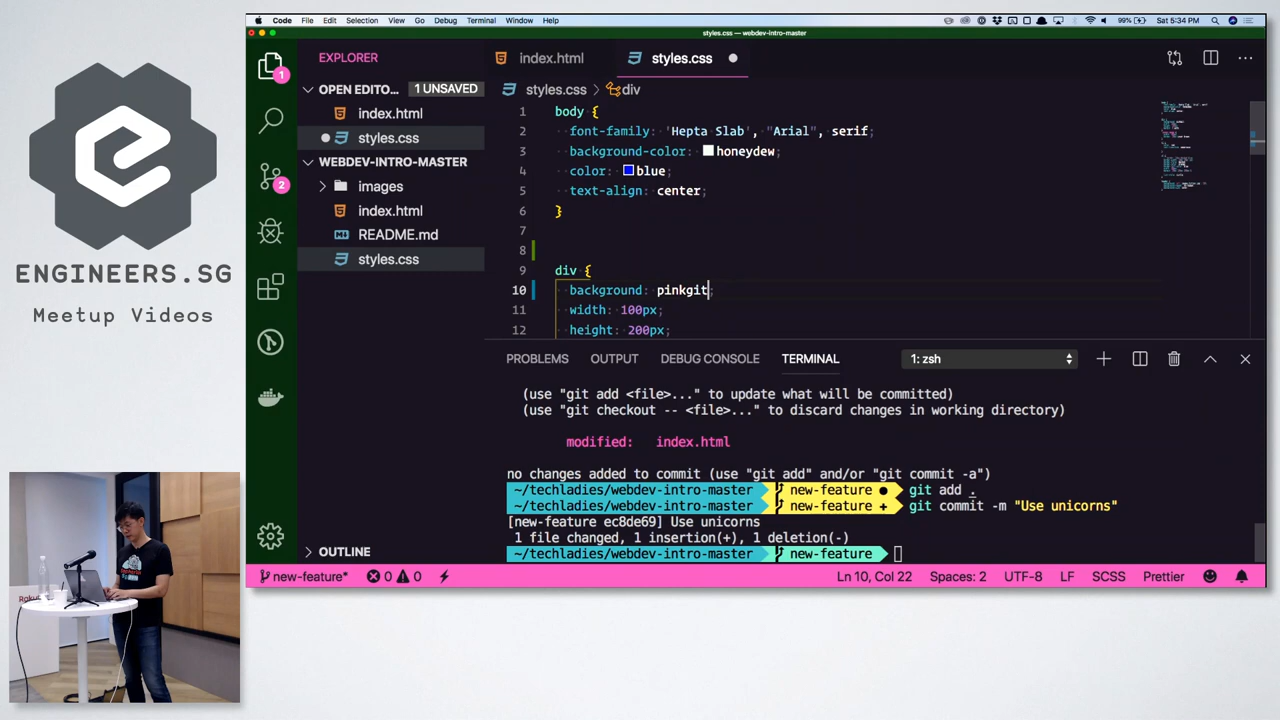 Code File Edit Selection View Go Debug Terminal Window Help
99% Sat 5:34 PM
styles.css — webdev-intro-master
EXPLORER
1
OPEN EDITO... 1 UNSAVED
index.html
styles.css
WEBDEV-INTRO-MASTER
images
index.html
README.md
styles.css
2
OUTLINE
index.html styles.css
styles.css > div
1 body {
2 font-family: 'Hepta Slab', "Arial", serif;
3 background-color: honeydew;
4 color: blue;
5 text-align: center;
6 }
7
8
9 div {
10 background: pinkgit;
11 width: 100px;
12 height: 200px;
PROBLEMS OUTPUT DEBUG CONSOLE TERMINAL 1: zsh
(use "git add <file>..." to update what will be committed)
(use "git checkout -- <file>..." to discard changes in working directory)
modified: index.html
no changes added to commit (use "git add" and/or "git commit -a")
~/techladies/webdev-intro-master new-feature ● git add .
~/techladies/webdev-intro-master new-feature + git commit -m "Use unicorns"
[new-feature ec8de69] Use unicorns
1 file changed, 1 insertion(+), 1 deletion(-)
~/techladies/webdev-intro-master new-feature
new-feature* 0 0 Ln 10, Col 22 Spaces: 2 UTF-8 LF SCSS Prettier
ENGINEERS.SG
Meetup Videos